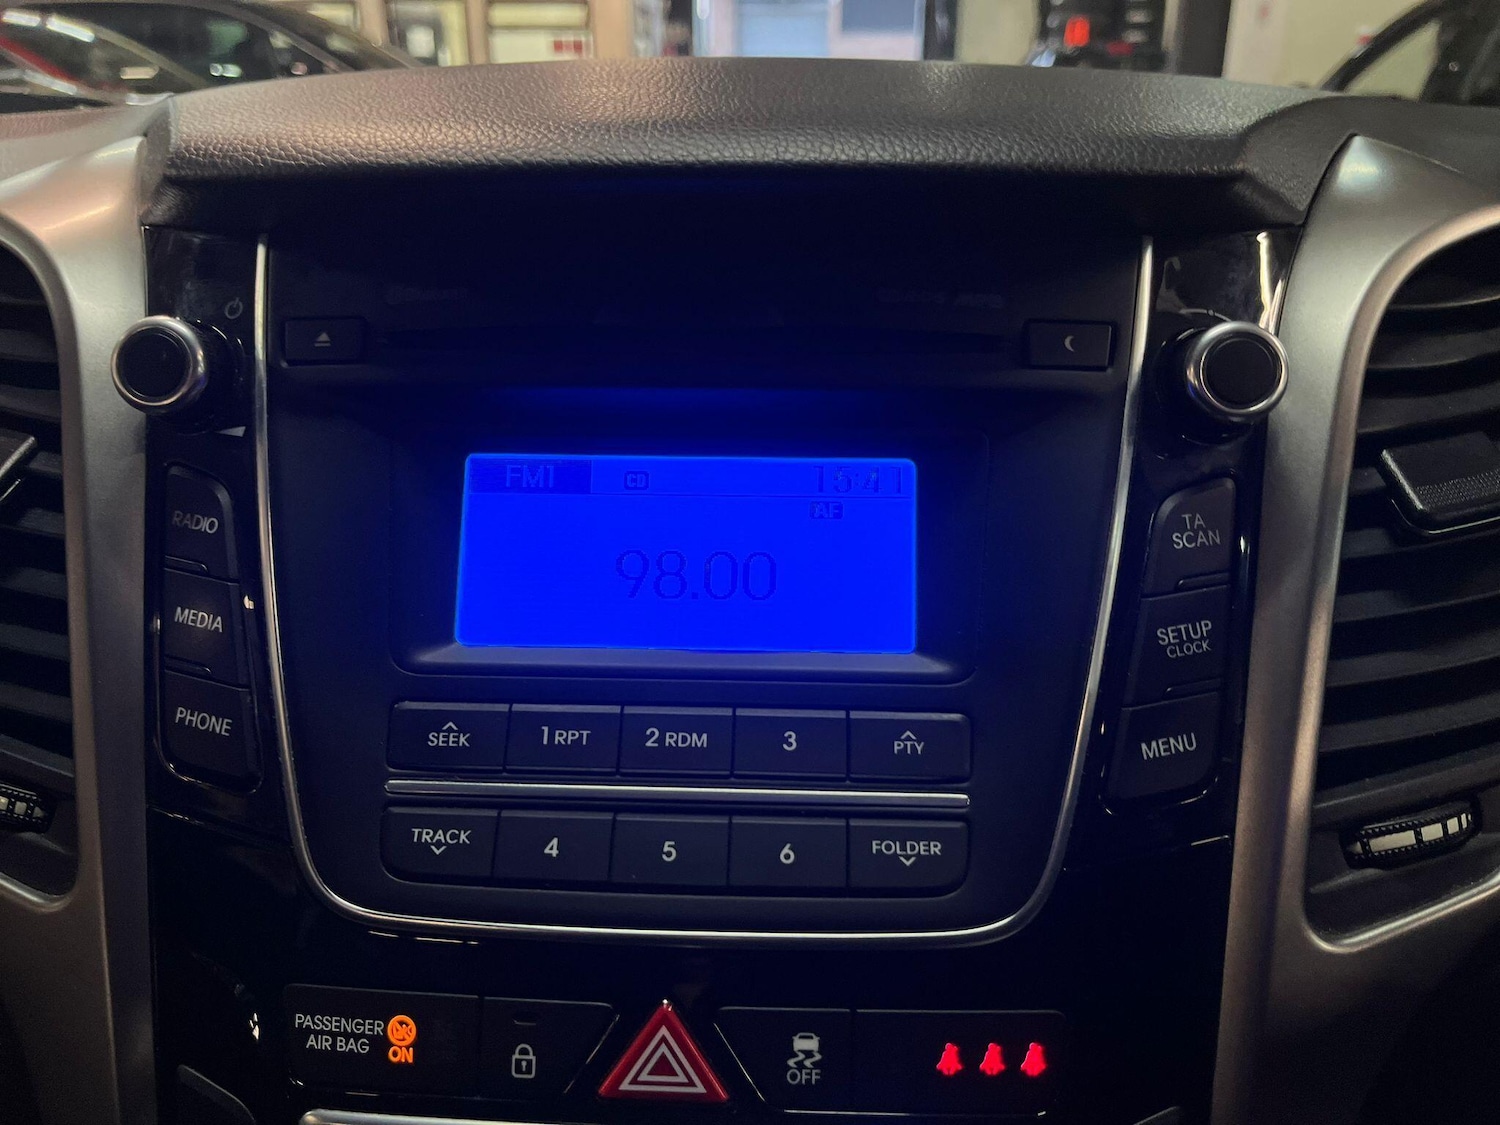 FM1 CD 15:41
AF
98.00
RADIO
MEDIA
PHONE
TA
SCAN
SETUP
CLOCK
MENU
SEEK 1 RPT 2 RDM 3 PTY
TRACK 4 5 6 FOLDER
PASSENGER
AIR BAG ON
OFF